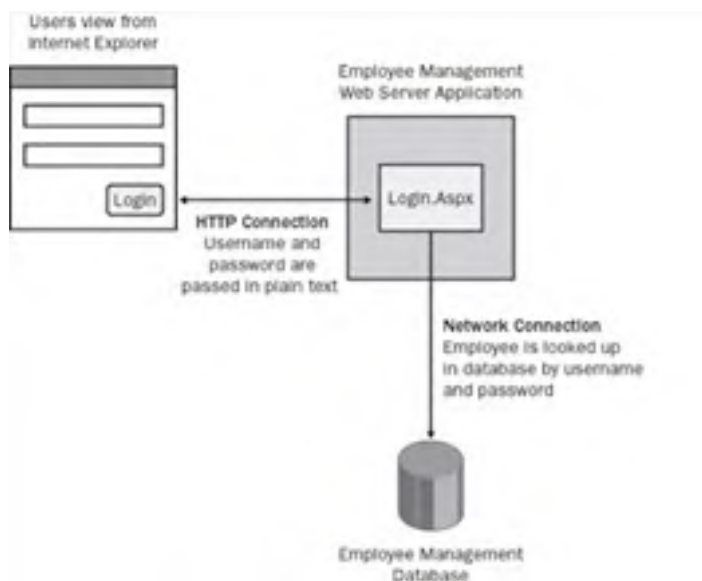 Users view from
Internet Explorer
Employee Management
Web Server Application
Login
Login.Aspx
HTTP Connection
Username and
password are
passed in plain text
Network Connection
Employee is looked up
in database by username
and password
Employee Management
Database